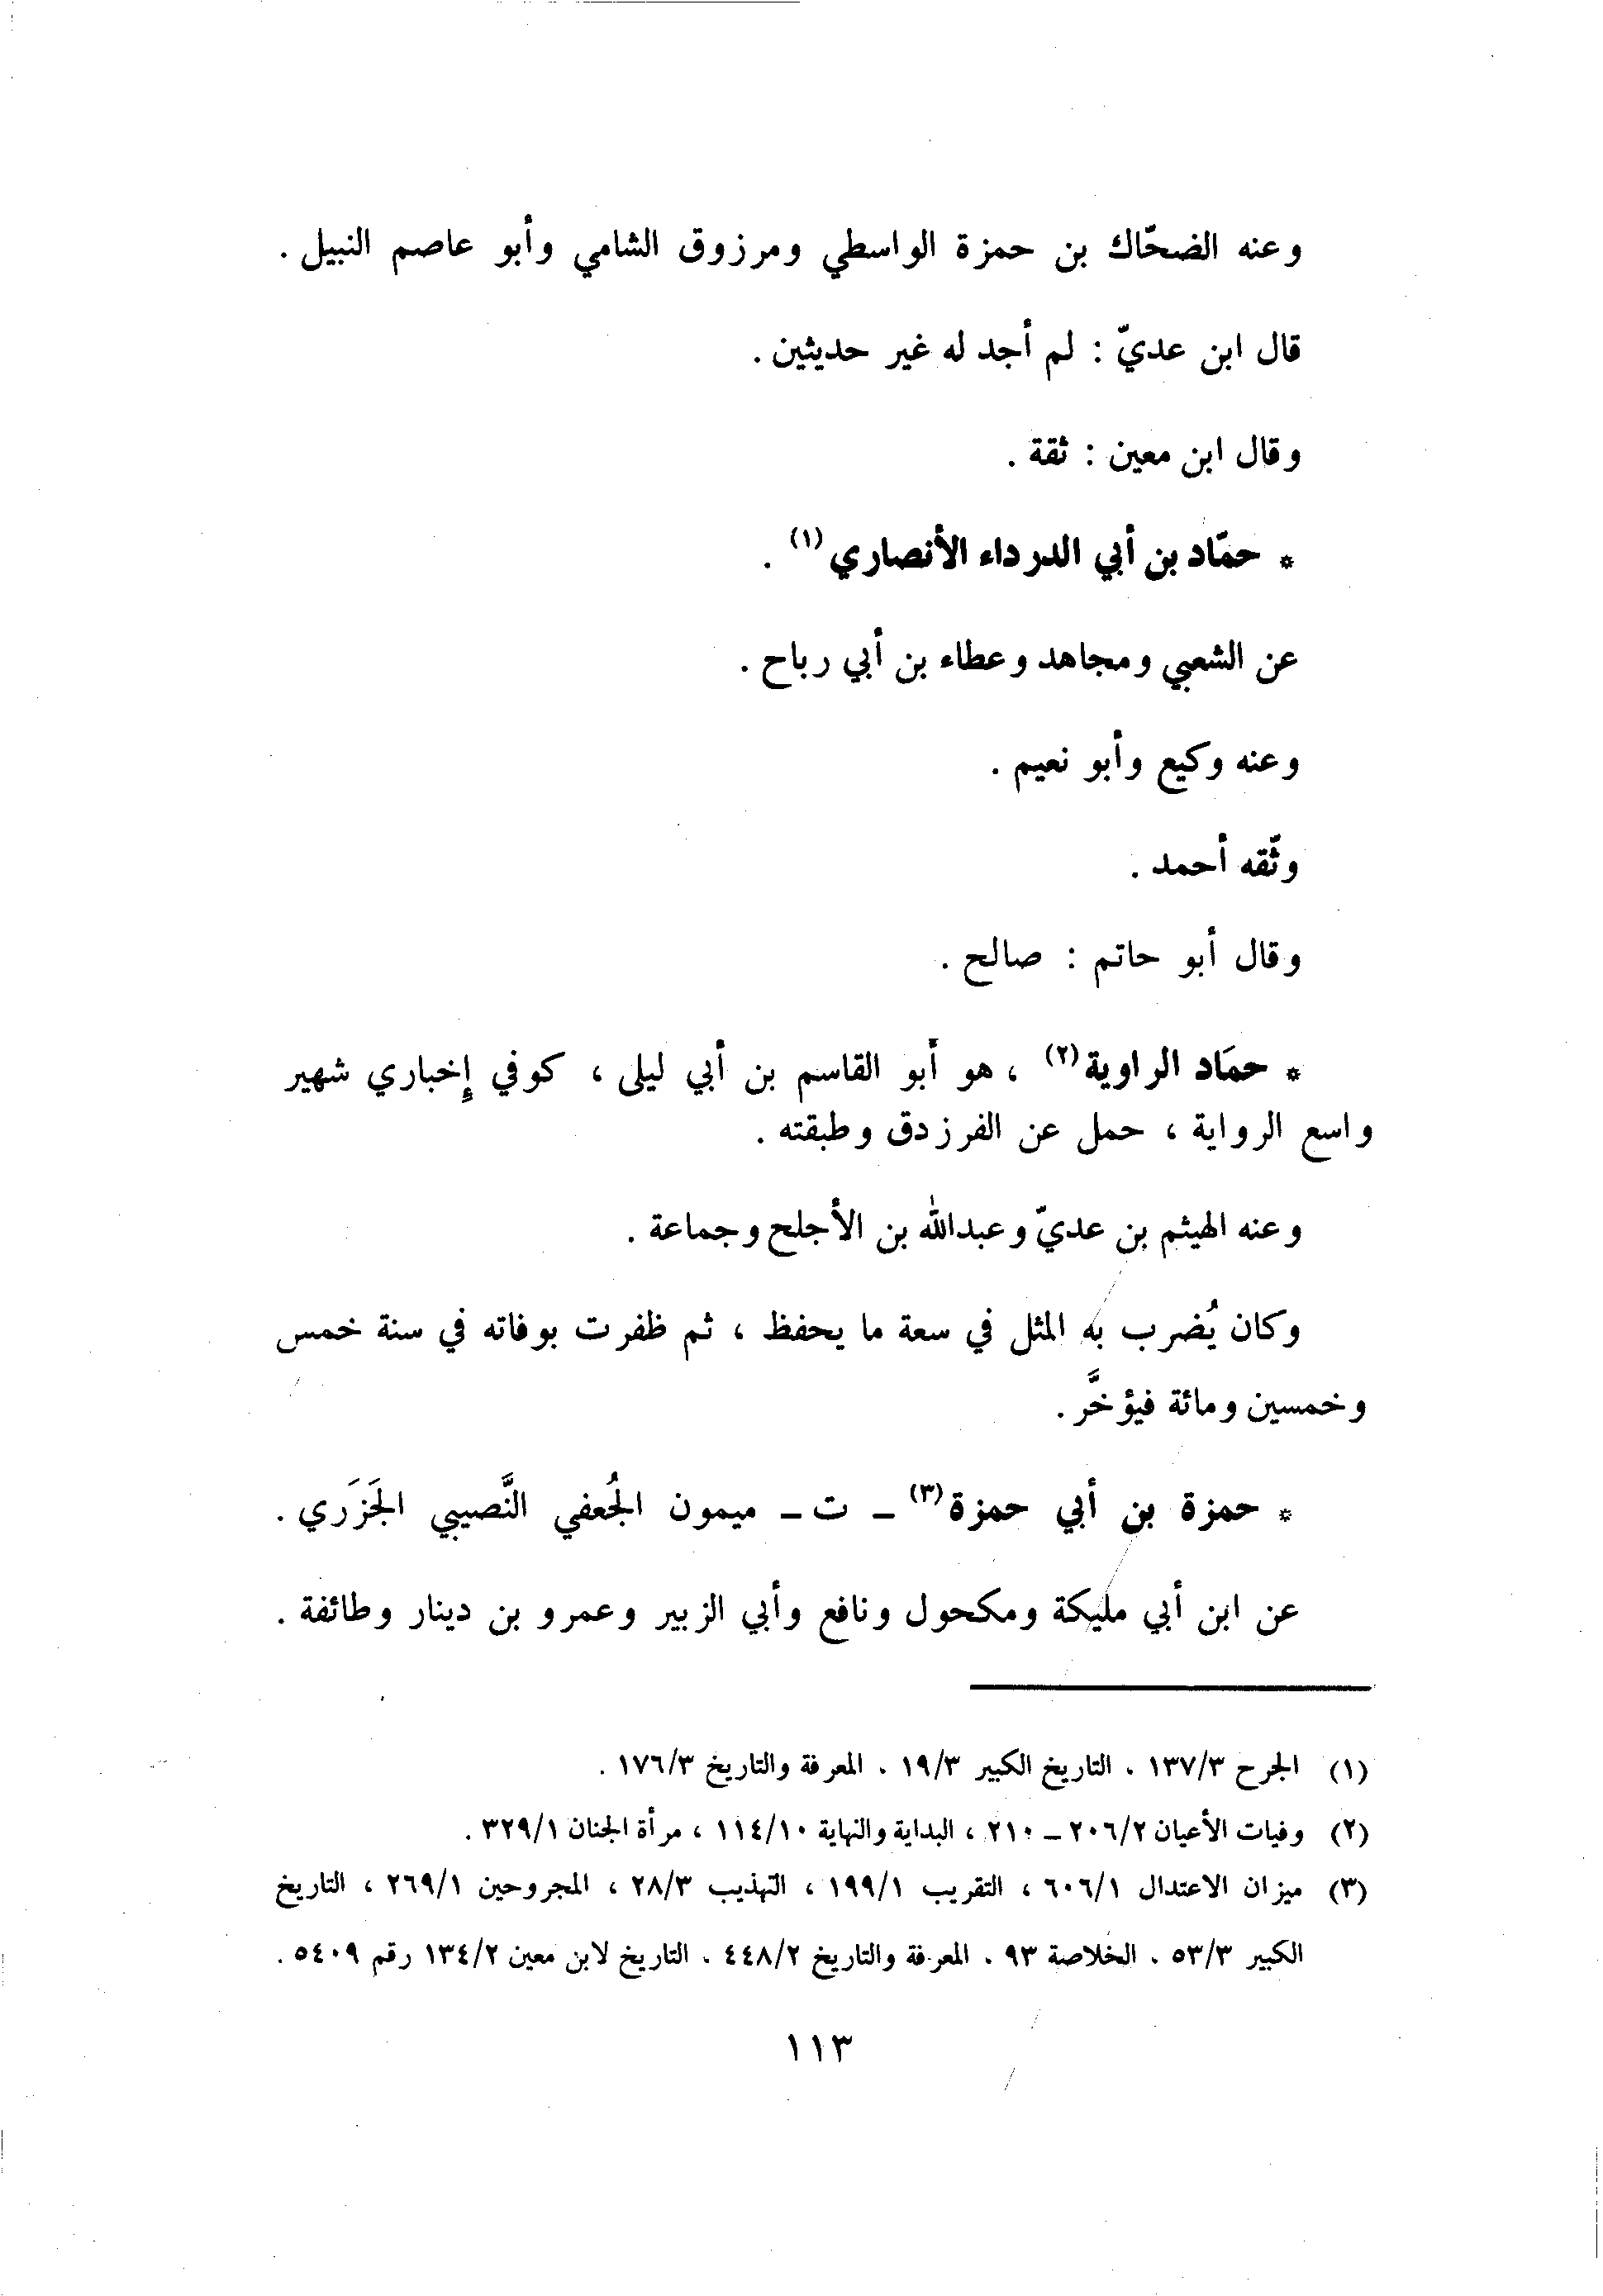 وعنه الضحّاك بن حمزة الواسطي ومرزوق الشامي وأبو عاصم النبيل .
قال ابن عديّ : لم أجد له غير حديثين .
وقال ابن معين : ثقة .
* حمّاد بن أبي الدرداء الأنصاري (١) .
عن الشعبي ومجاهد وعطاء بن أبي رباح .
وعنه وكيع وأبو نعيم .
وثّقه أحمد .
وقال أبو حاتم : صالح .
* حمَاد الراوية (٢) ، هو أبو القاسم بن أبي ليلى ، كوفي إخباري شهير
واسع الرواية ، حمل عن الفرزدق وطبقته .
وعنه الهيثم بن عديّ وعبدالله بن الأجلح وجماعة .
وكان يُضرب به المثل في سعة ما يحفظ ، ثم ظفرت بوفاته في سنة خمس
وخمسين ومائة فيؤخَّر .
* حمزة بن أبي حمزة (٣) ـ ت ـ ميمون الجُعفي النَّصيبي الجَزَري .
عن ابن أبي مليكة ومكحول ونافع وأبي الزبير وعمرو بن دينار وطائفة .
(١) الجرح ١٣٧/٣ . التاريخ الكبير ١٩/٣ . المعرفة والتاريخ ١٧٦/٣ .
(٢) وفيات الأعيان ٢٠٦/٢ ـ ٢١٠ ، البداية والنهاية ١١٤/١٠ ، مرأة الجنان ٣٢٩/١ .
(٣) ميزان الاعتدال ٦٠٦/١ ، التقريب ١٩٩/١ ، التهذيب ٢٨/٣ ، المجروحين ٢٦٩/١ ، التاريخ
الكبير ٥٣/٣ . الخلاصة ٩٣ . المعرفة والتاريخ ٤٤٨/٢ . التاريخ لابن معين ١٣٤/٢ رقم ٥٤٠٩ .
١١٣